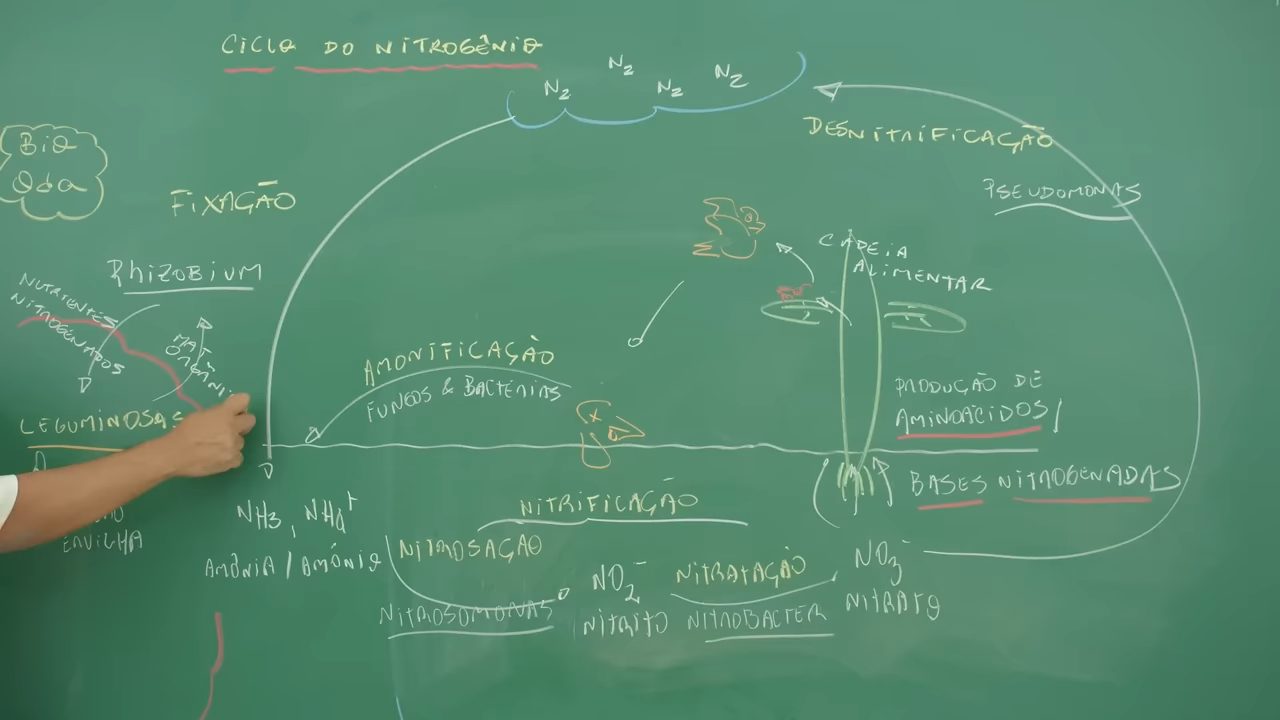 CICLO DO NITROGÊNIO
N2 N2 N2 N2
BIO
DESNITRIFICAÇÃO
PSEUDOMONAS
FIXAÇÃO
RHIZOBIUM
NUTRIENTES
NITROGENADOS
MAT
LEGUMINOSAS
ERVILHA
CADEIA
ALIMENTAR
AMONIFICAÇÃO
FUNGOS & BACTÉRIAS
PRODUÇÃO DE
AMINOÁCIDOS
BASES NITROGENADAS
NH3, NH4+
AMÔNIA / AMÔNIO
NITRIFICAÇÃO
NITROSAÇÃO
NITROSOMONAS
NO2-
NITRITO
NITRATAÇÃO
NITROBACTER
NO3-
NITRATO